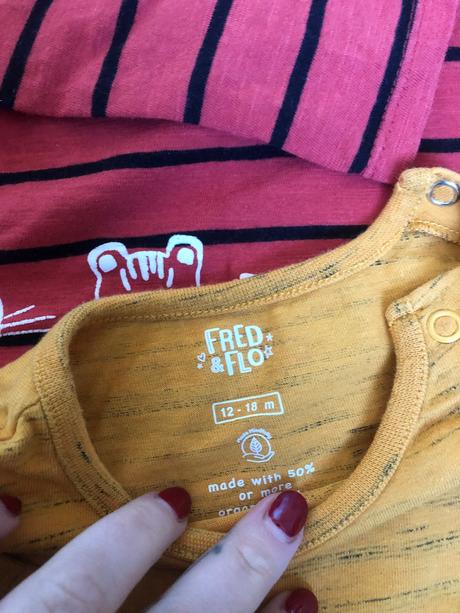 FRED
& FLO
12 - 18 m
made with 50%
or more